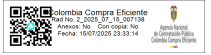 Colombia Compra Eficiente
Rad No. 2_2025_07_15_007138
Anexos: No Con copia: No
Fecha: 15/07/2025 23:33:14
Agencia Nacional
de Contratación Pública
Colombia Compra Eficiente